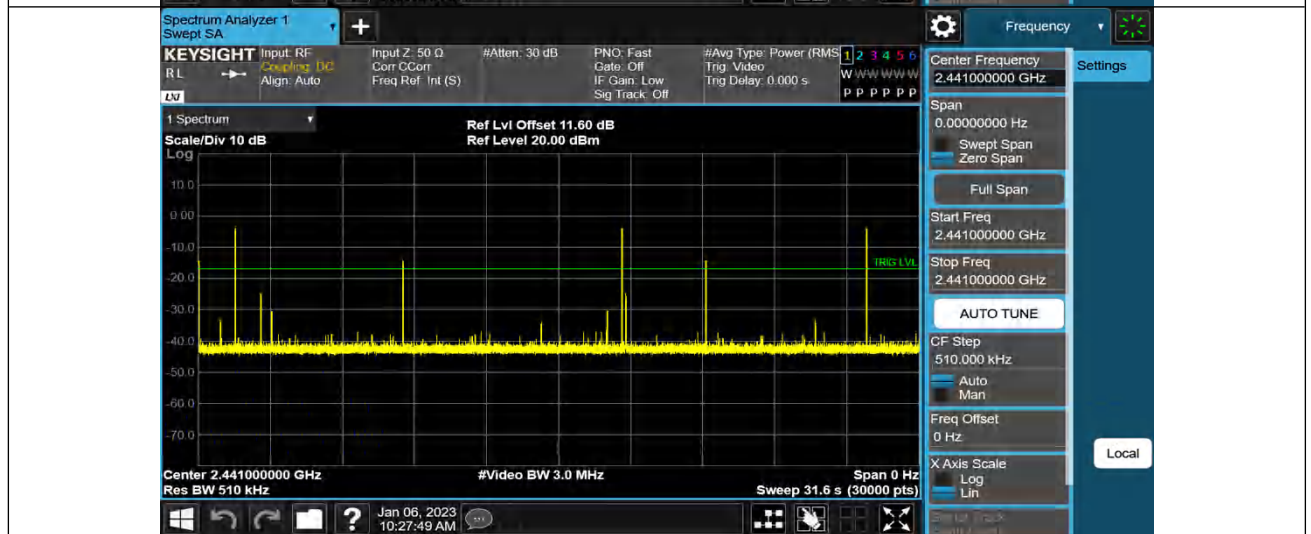 Spectrum Analyzer 1
Swept SA
+
Frequency
KEYSIGHT
RL
LXI
Input: RF
Coupling: DC
Align: Auto
Input Z: 50 Ω
Corr CCorr
Freq Ref: Int (S)
#Atten: 30 dB
PNO: Fast
Gate: Off
IF Gain: Low
Sig Track: Off
#Avg Type: Power (RMS
Trig: Video
Trig Delay: 0.000 s
1 2 3 4 5 6
W W W W W W
P P P P P P
1 Spectrum
Scale/Div 10 dB
Log
Ref Lvl Offset 11.60 dB
Ref Level 20.00 dBm
10.0
0.00
-10.0
-20.0
-30.0
-40.0
-50.0
-60.0
-70.0
TRIG LVL
Center 2.441000000 GHz
Res BW 510 kHz
#Video BW 3.0 MHz
Span 0 Hz
Sweep 31.6 s (30000 pts)
Center Frequency
2.441000000 GHz
Settings
Span
0.00000000 Hz
Swept Span
Zero Span
Full Span
Start Freq
2.441000000 GHz
Stop Freq
2.441000000 GHz
AUTO TUNE
CF Step
510.000 kHz
Auto
Man
Freq Offset
0 Hz
X Axis Scale
Log
Lin
Local
?
Jan 06, 2023
10:27:49 AM